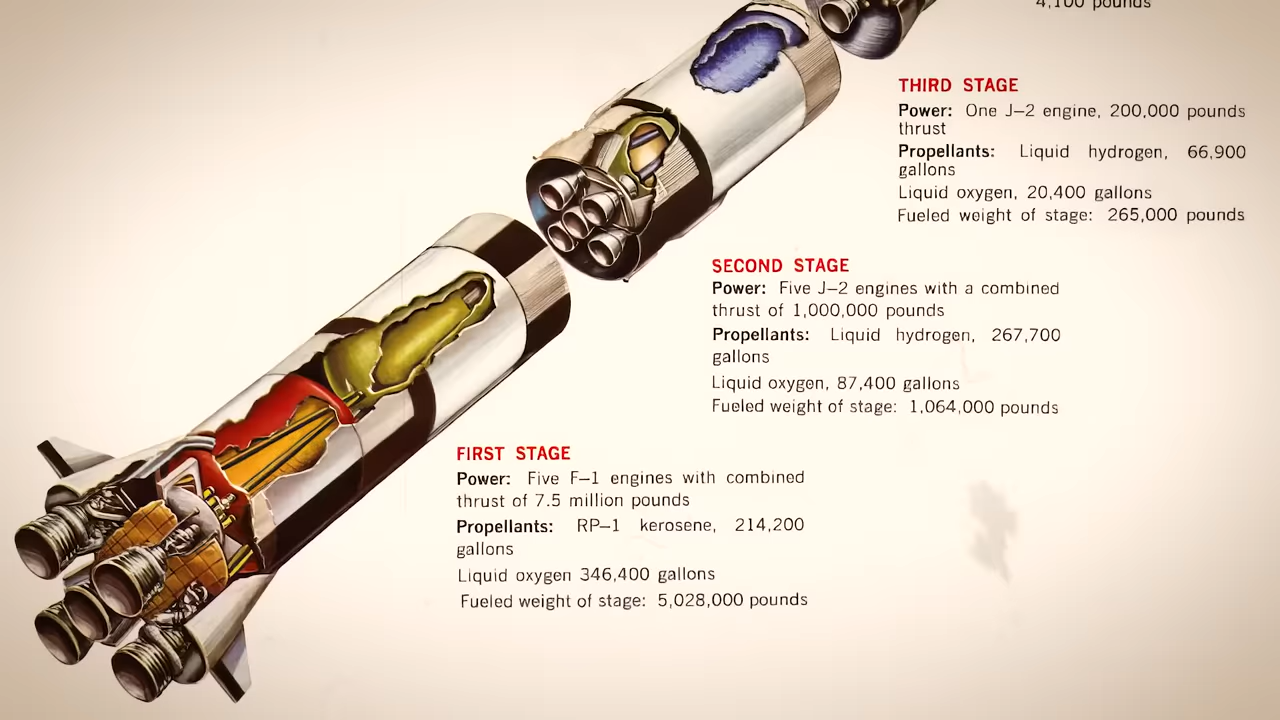 4,100 pounds
THIRD STAGE
Power: One J–2 engine, 200,000 pounds
thrust
Propellants: Liquid hydrogen, 66,900
gallons
Liquid oxygen, 20,400 gallons
Fueled weight of stage: 265,000 pounds
SECOND STAGE
Power: Five J–2 engines with a combined
thrust of 1,000,000 pounds
Propellants: Liquid hydrogen, 267,700
gallons
Liquid oxygen, 87,400 gallons
Fueled weight of stage: 1,064,000 pounds
FIRST STAGE
Power: Five F–1 engines with combined
thrust of 7.5 million pounds
Propellants: RP–1 kerosene, 214,200
gallons
Liquid oxygen 346,400 gallons
Fueled weight of stage: 5,028,000 pounds